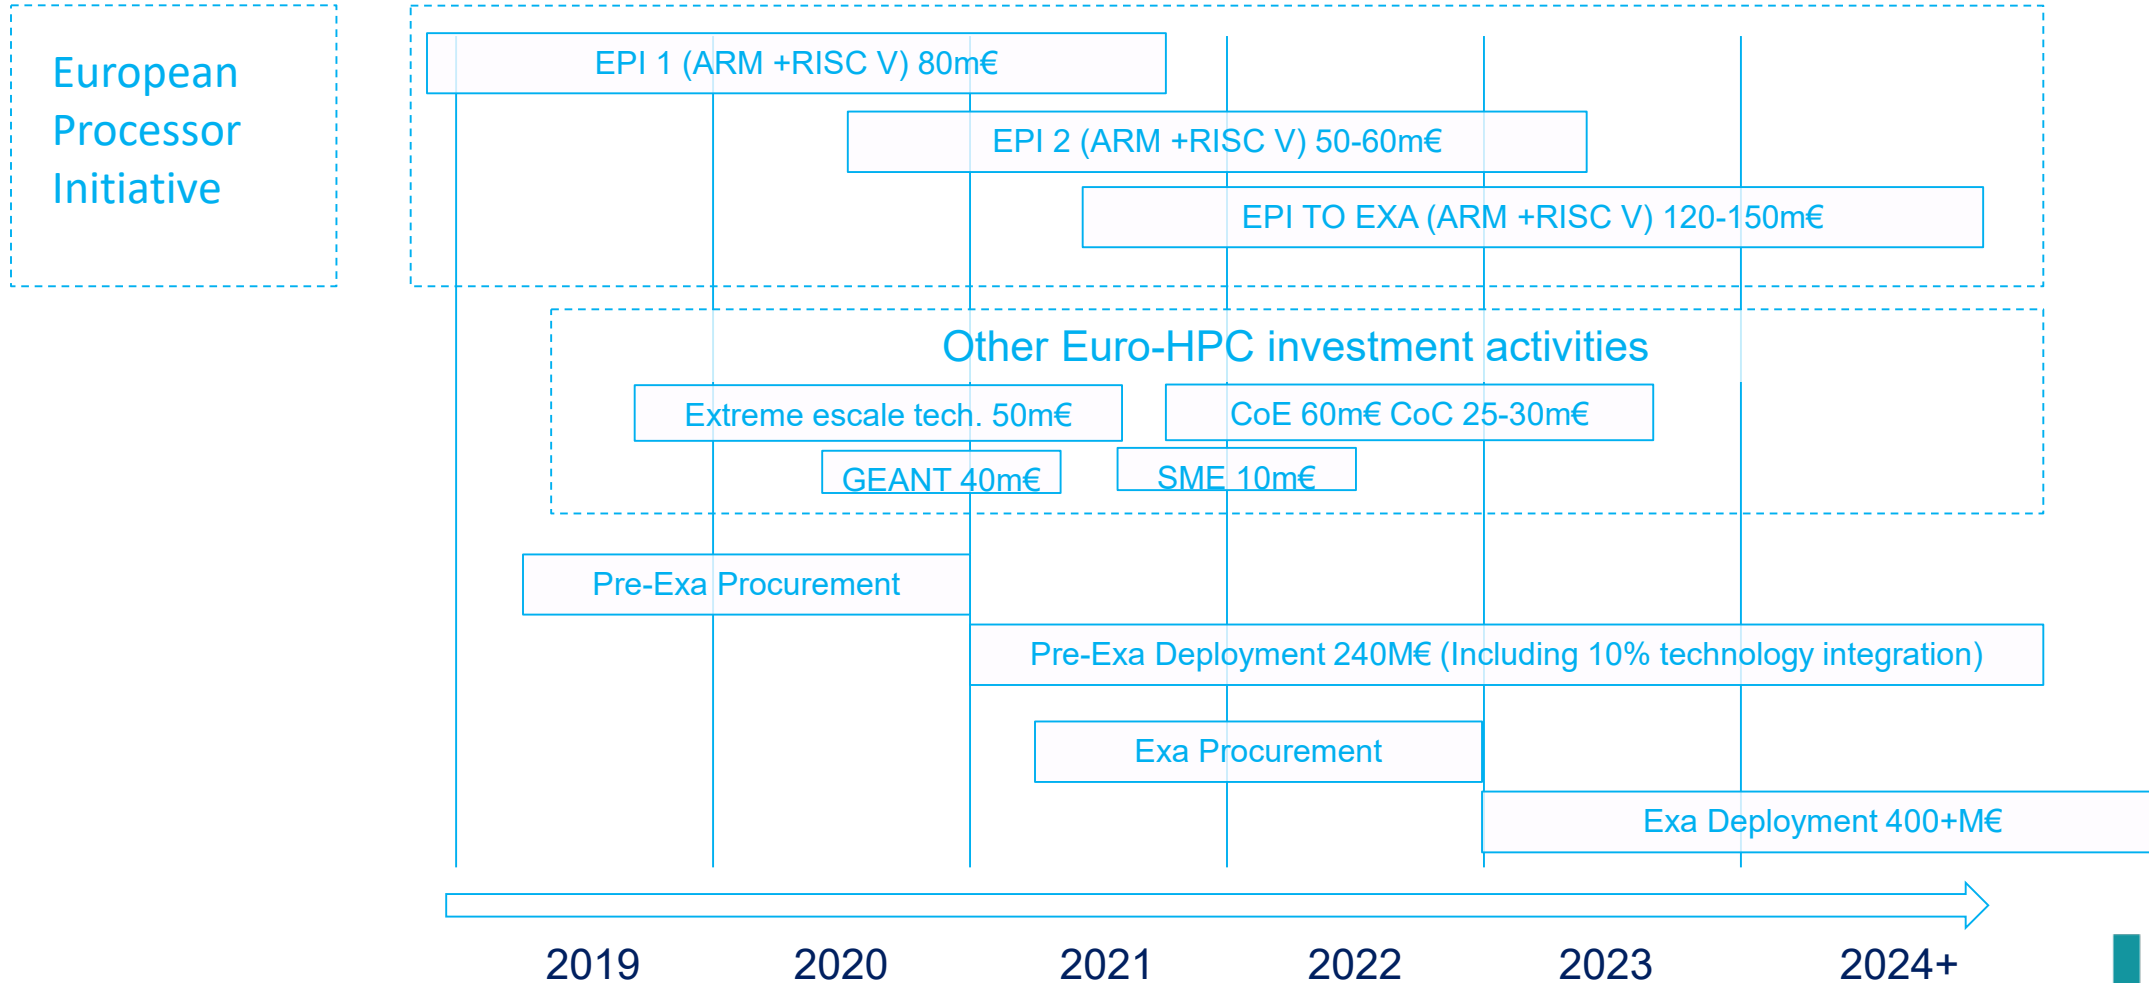 European
Processor
Initiative
EPI 1 (ARM +RISC V) 80m€
EPI 2 (ARM +RISC V) 50-60m€
EPI TO EXA (ARM +RISC V) 120-150m€
Other Euro-HPC investment activities
Extreme escale tech. 50m€
CoE 60m€ CoC 25-30m€
GEANT 40m€
SME 10m€
Pre-Exa Procurement
Pre-Exa Deployment 240M€ (Including 10% technology integration)
Exa Procurement
Exa Deployment 400+M€
2019 2020 2021 2022 2023 2024+